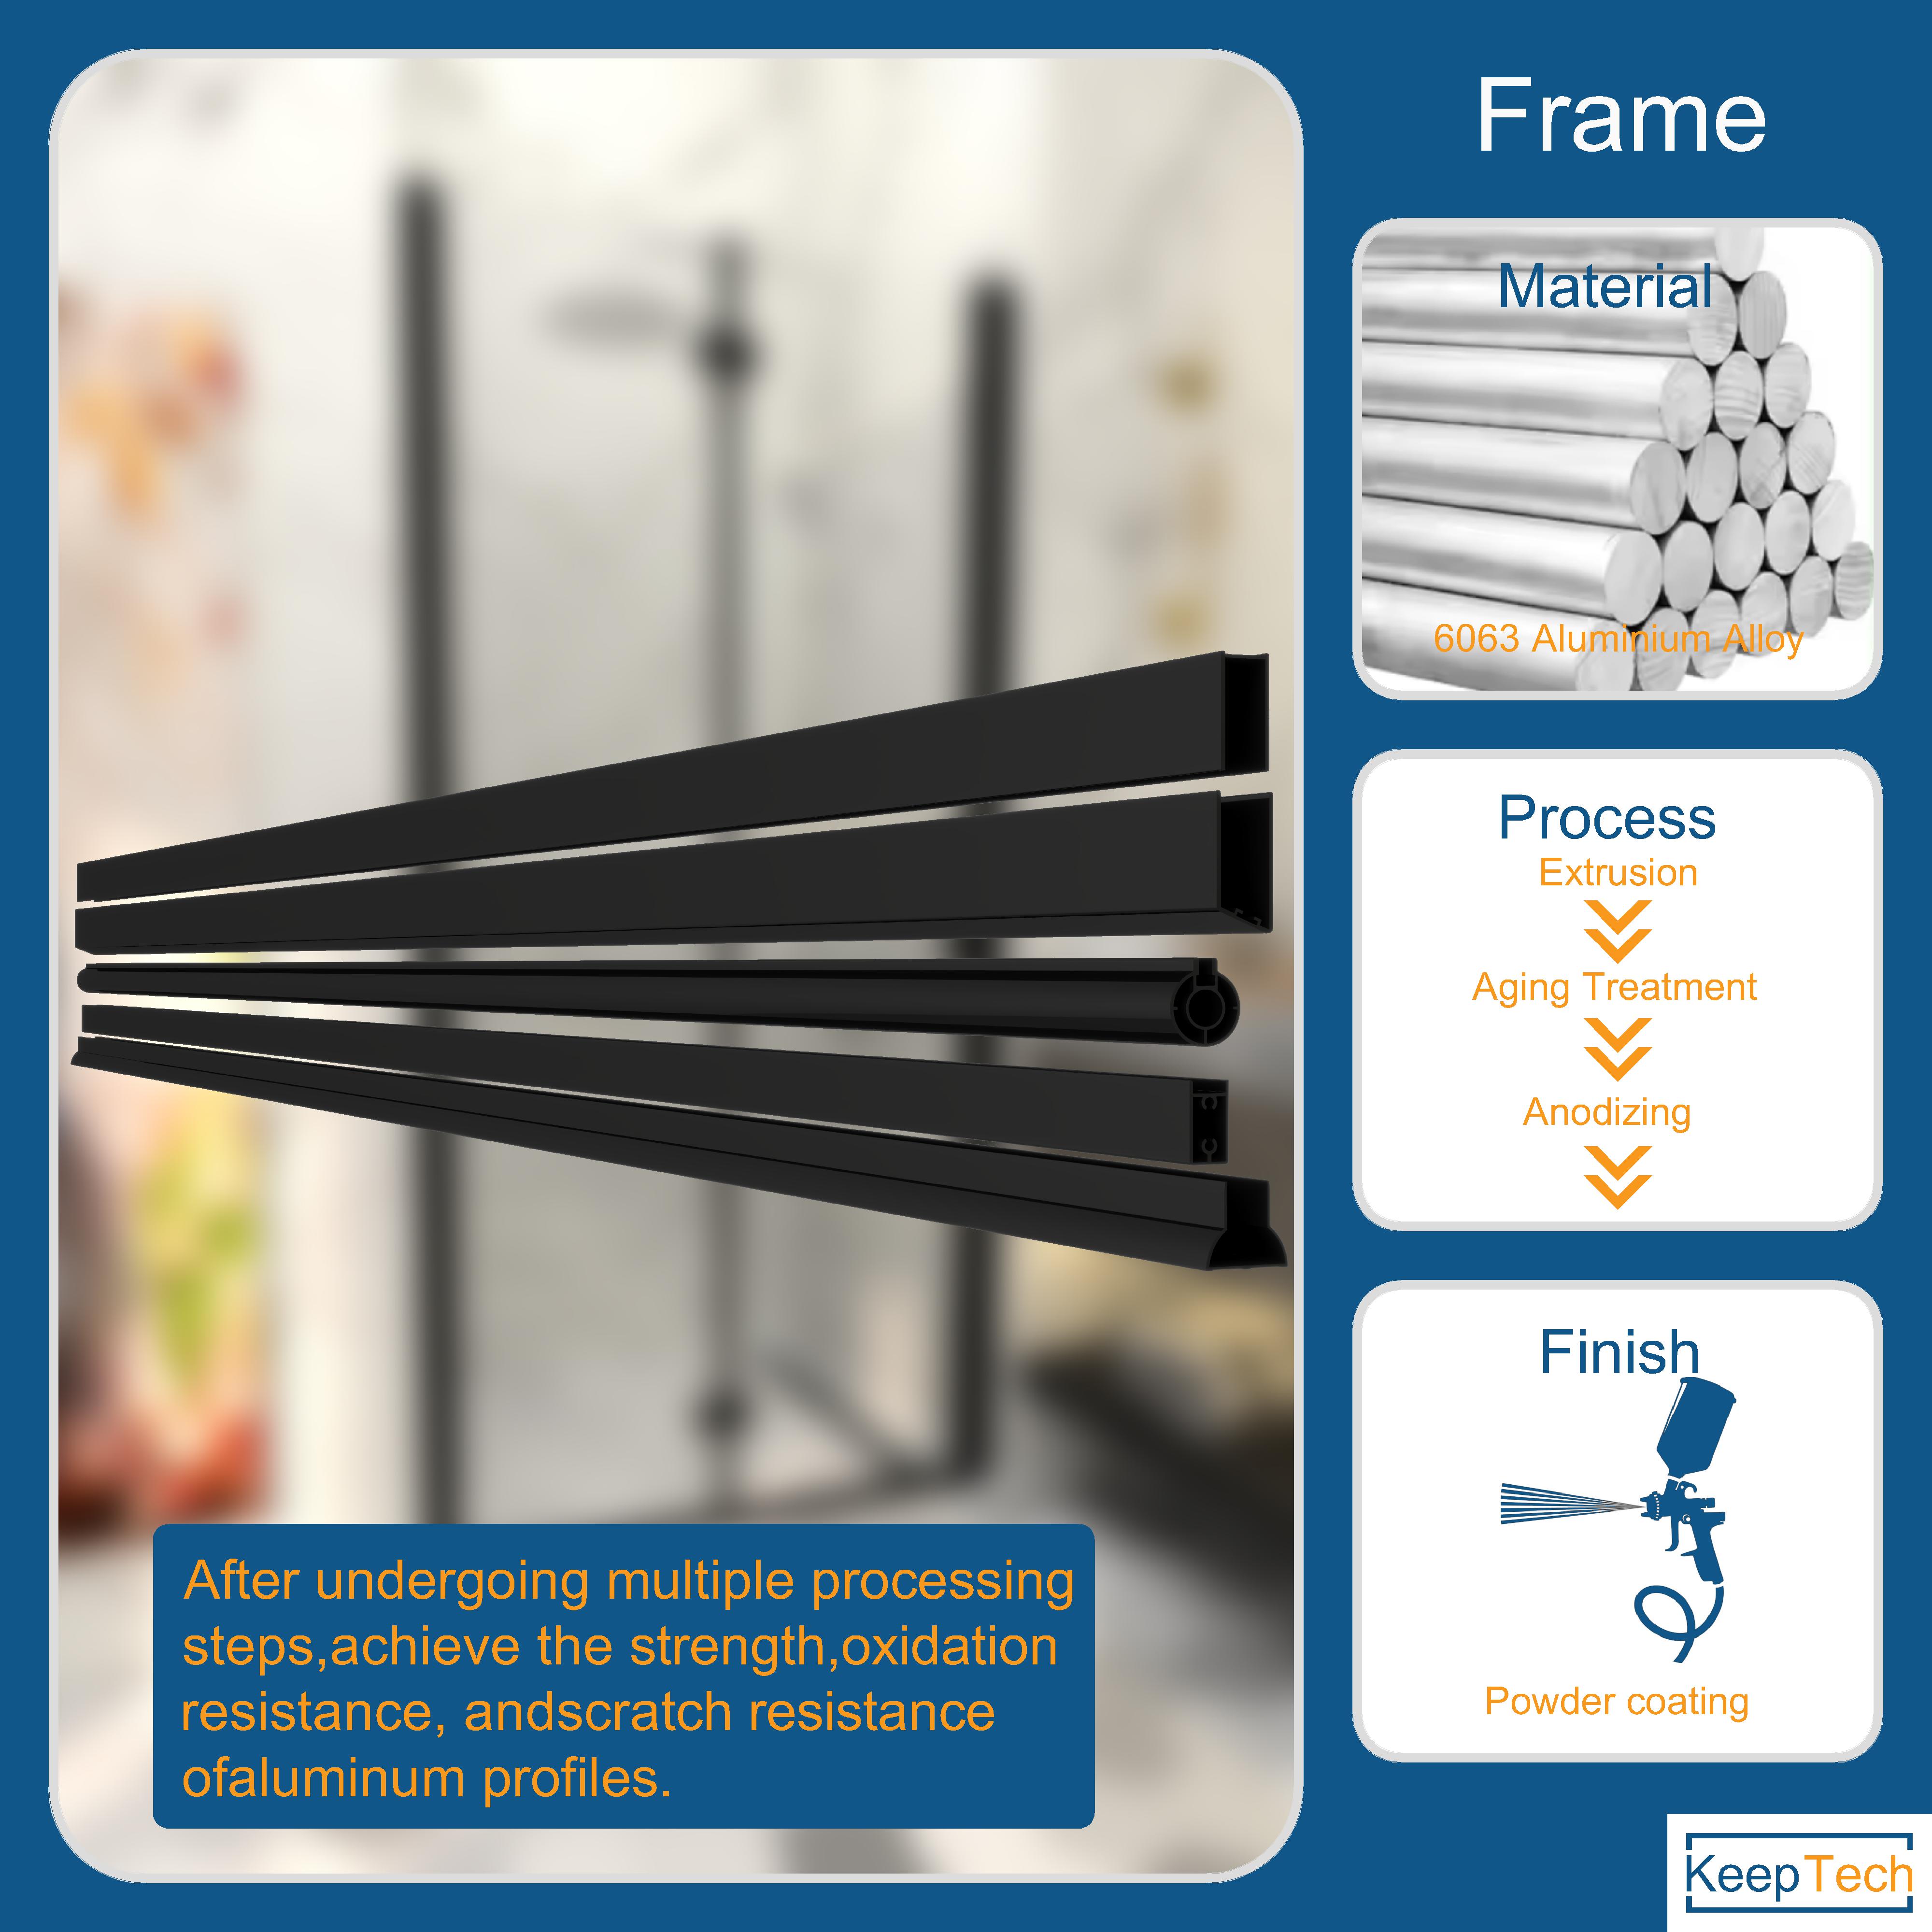 Frame
Material
6063 Aluminium Alloy
Process
Extrusion
Aging Treatment
Anodizing
Finish
Powder coating
After undergoing multiple processing
steps,achieve the strength,oxidation
resistance, andscratch resistance
ofaluminum profiles.
KeepTech